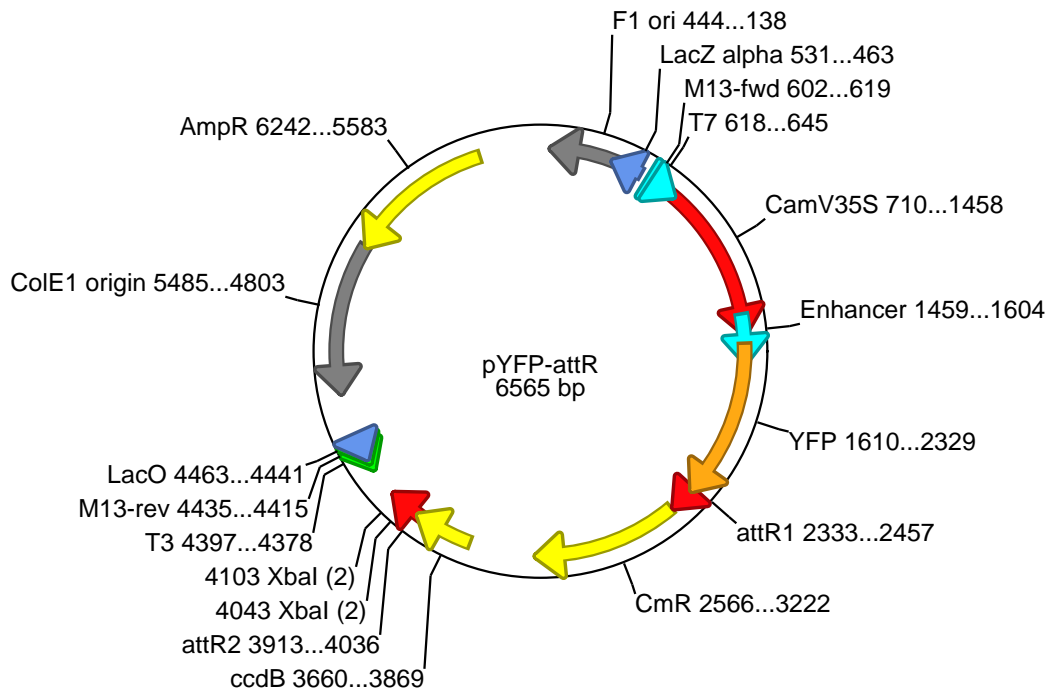 F1 ori 444...138
LacZ alpha 531...463
M13-fwd 602...619
T7 618...645
AmpR 6242...5583
CamV35S 710...1458
ColE1 origin 5485...4803
Enhancer 1459...1604
pYFP-attR
6565 bp
YFP 1610...2329
LacO 4463...4441
M13-rev 4435...4415
T3 4397...4378
attR1 2333...2457
4103 XbaI (2)
4043 XbaI (2)
CmR 2566...3222
attR2 3913...4036
ccdB 3660...3869